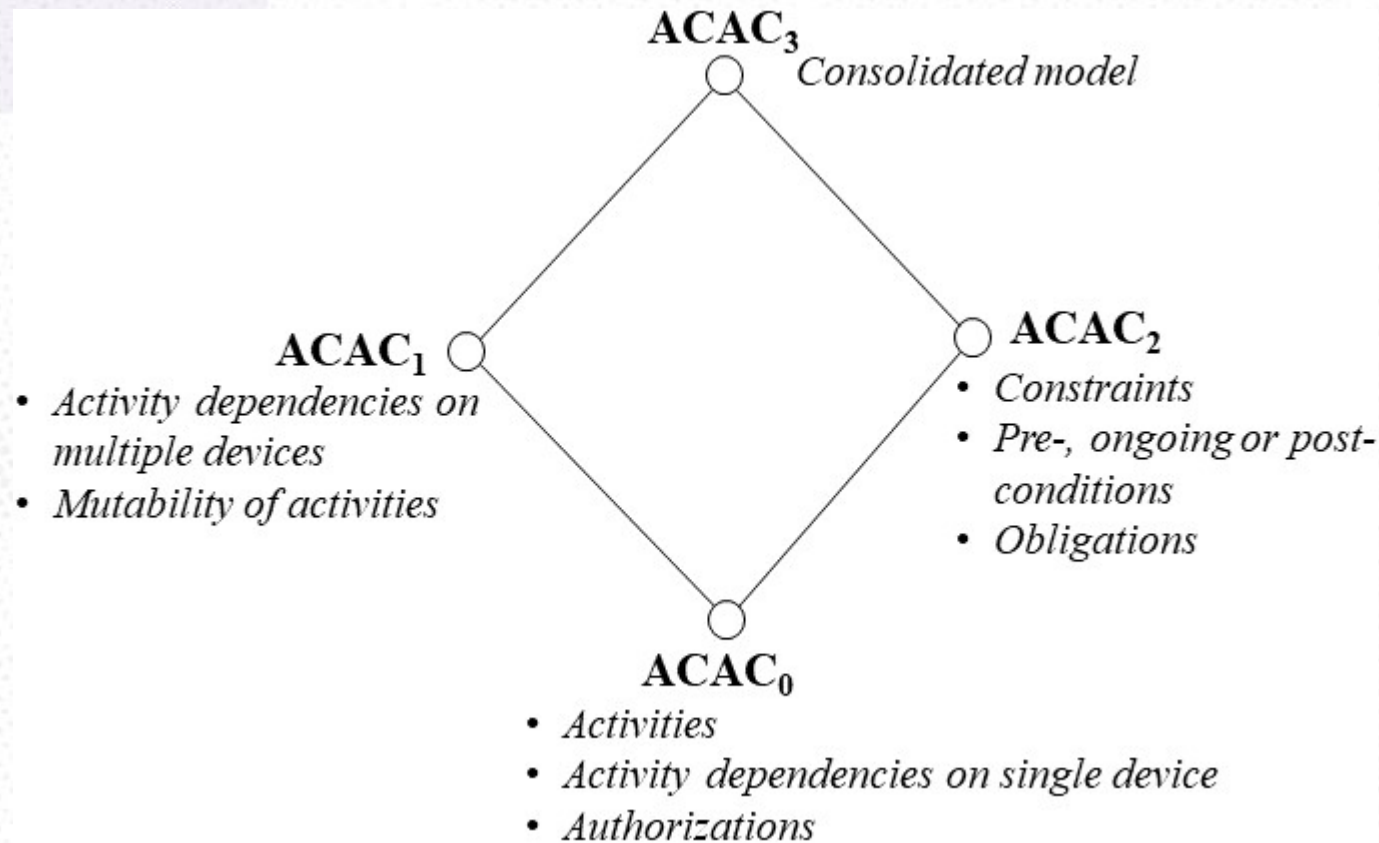 ACAC₃
Consolidated model
ACAC₁
• Activity dependencies on
multiple devices
• Mutability of activities
ACAC₂
• Constraints
• Pre-, ongoing or post-
conditions
• Obligations
ACAC₀
• Activities
• Activity dependencies on single device
• Authorizations